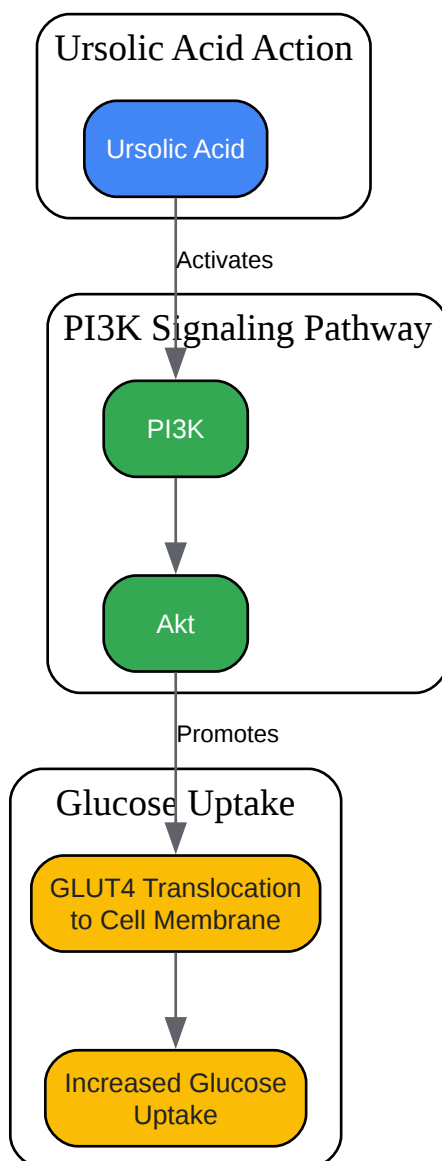 Ursolic Acid Action
Ursolic Acid
Activates
PI3K Signaling Pathway
PI3K
Akt
Promotes
Glucose Uptake
GLUT4 Translocation
to Cell Membrane
Increased Glucose
Uptake